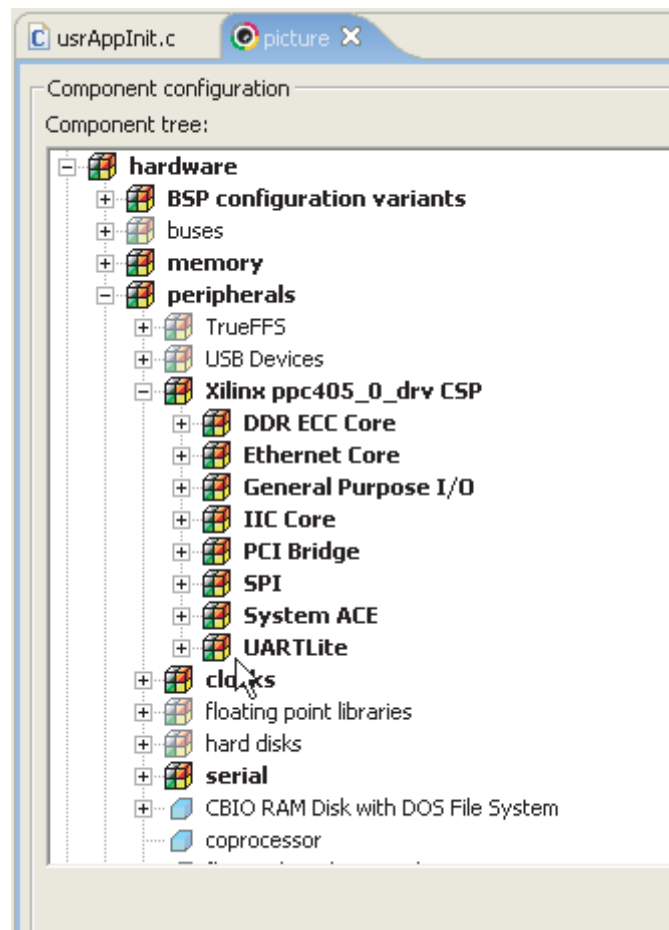 usrAppInit.c
picture
Component configuration
Component tree:
hardware
BSP configuration variants
buses
memory
peripherals
TrueFFS
USB Devices
Xilinx ppc405_0_drv CSP
DDR ECC Core
Ethernet Core
General Purpose I/O
IIC Core
PCI Bridge
SPI
System ACE
UARTLite
clocks
floating point libraries
hard disks
serial
CBIO RAM Disk with DOS File System
coprocessor